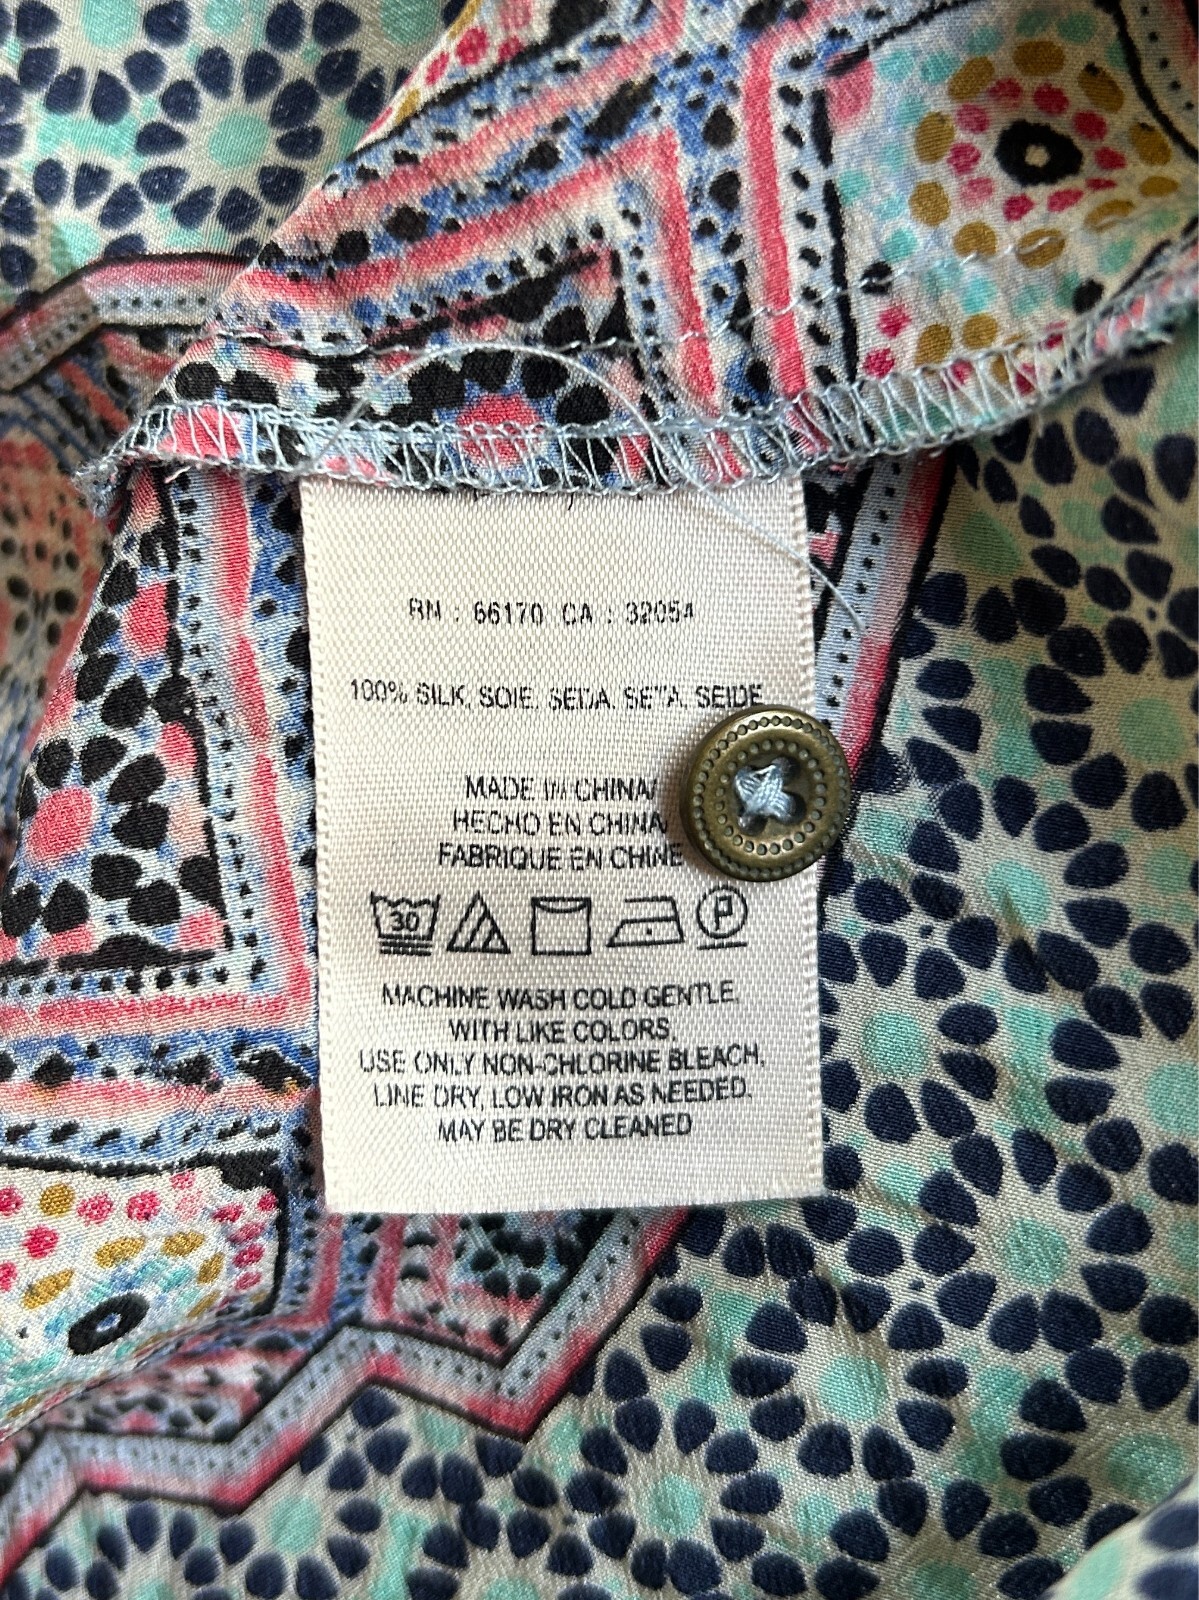 RN : 66170 CA : 32054
100% SILK, SOIE, SEDA, SETA, SEIDE
MADE IN CHINA/
HECHO EN CHINA/
FABRIQUE EN CHINE
30
P
MACHINE WASH COLD GENTLE,
WITH LIKE COLORS,
USE ONLY NON-CHLORINE BLEACH,
LINE DRY, LOW IRON AS NEEDED.
MAY BE DRY CLEANED